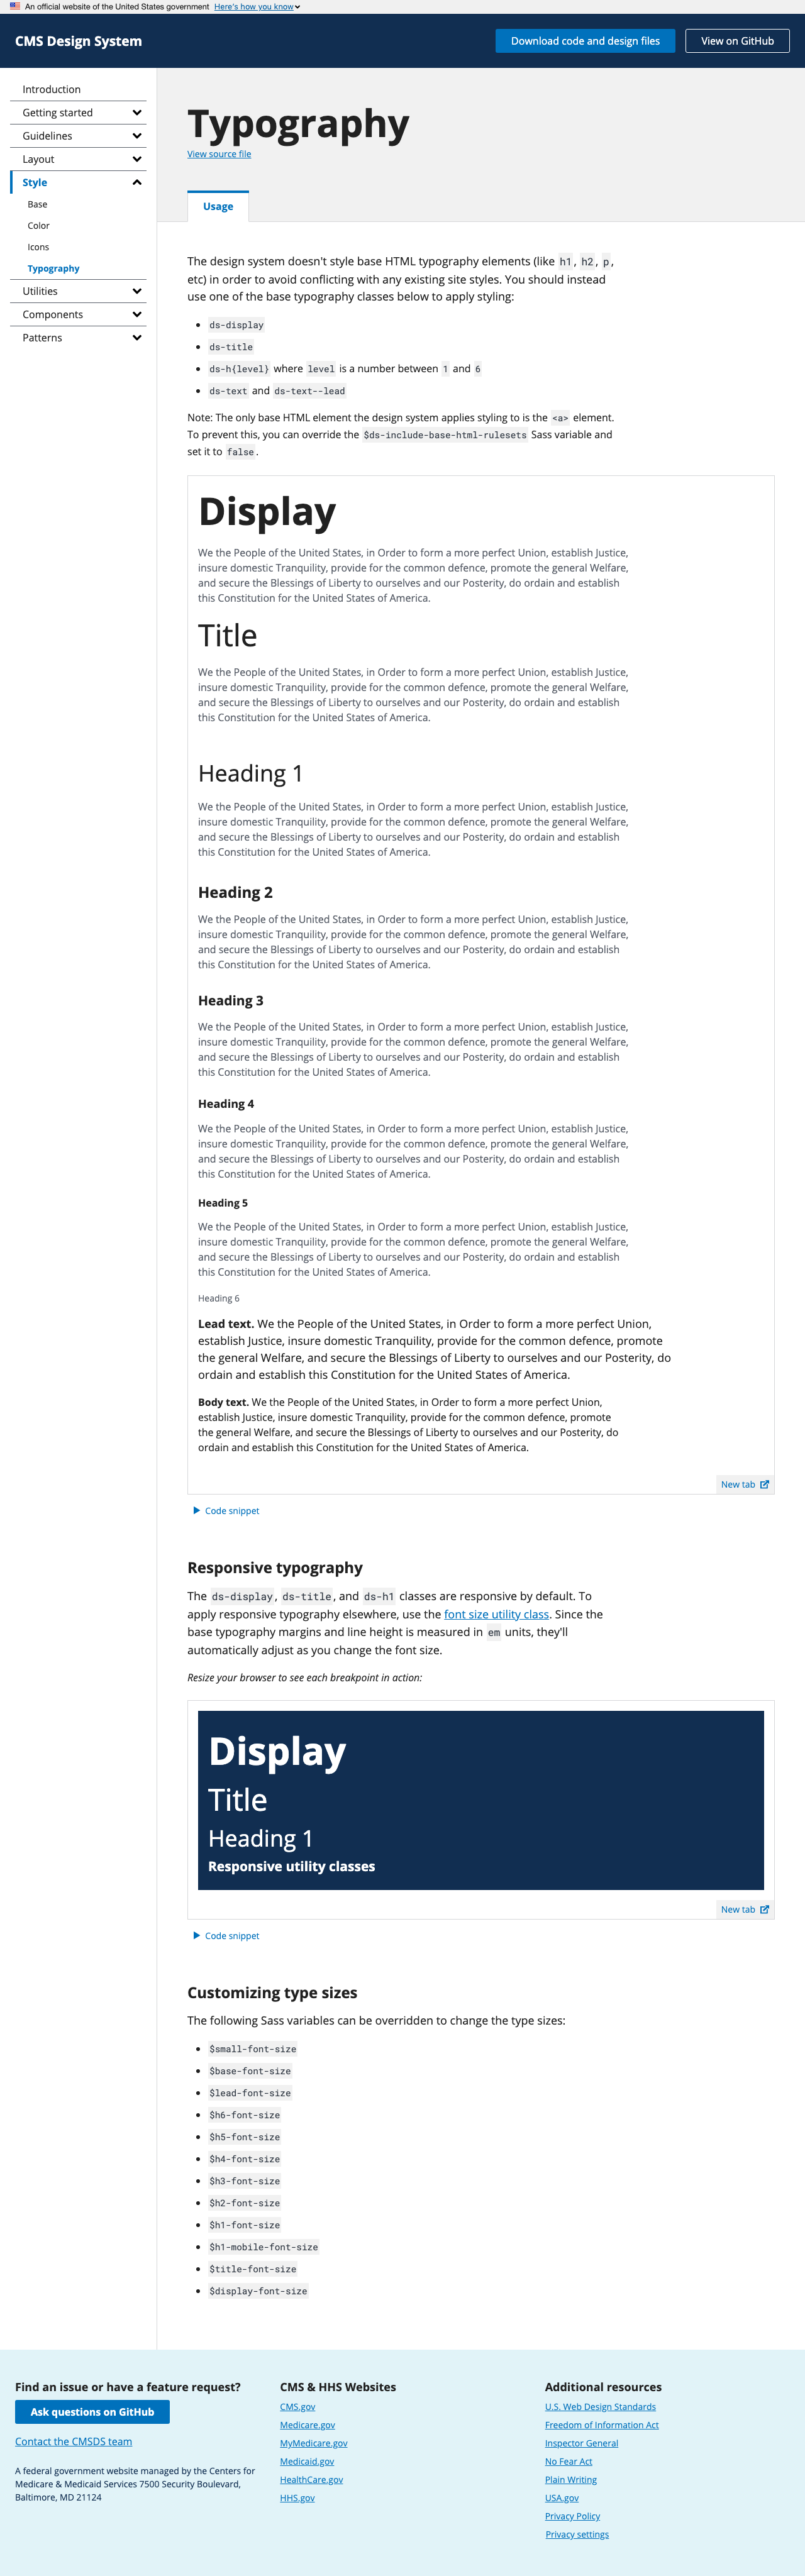 An official website of the United States government Here's how you know
CMS Design System
Download code and design files
View on GitHub
Introduction
Getting started
Guidelines
Layout
Style
Base
Color
Icons
Typography
Utilities
Components
Patterns
Typography
View source file
Usage
The design system doesn't style base HTML typography elements (like h1, h2, p,
etc) in order to avoid conflicting with any existing site styles. You should instead
use one of the base typography classes below to apply styling:
ds-display
ds-title
ds-h{level} where level is a number between 1 and 6
ds-text and ds-text--lead
Note: The only base HTML element the design system applies styling to is the <a> element.
To prevent this, you can override the $ds-include-base-html-rulesets Sass variable and
set it to false.
Display
We the People of the United States, in Order to form a more perfect Union, establish Justice,
insure domestic Tranquility, provide for the common defence, promote the general Welfare,
and secure the Blessings of Liberty to ourselves and our Posterity, do ordain and establish
this Constitution for the United States of America.
Title
We the People of the United States, in Order to form a more perfect Union, establish Justice,
insure domestic Tranquility, provide for the common defence, promote the general Welfare,
and secure the Blessings of Liberty to ourselves and our Posterity, do ordain and establish
this Constitution for the United States of America.
Heading 1
We the People of the United States, in Order to form a more perfect Union, establish Justice,
insure domestic Tranquility, provide for the common defence, promote the general Welfare,
and secure the Blessings of Liberty to ourselves and our Posterity, do ordain and establish
this Constitution for the United States of America.
Heading 2
We the People of the United States, in Order to form a more perfect Union, establish Justice,
insure domestic Tranquility, provide for the common defence, promote the general Welfare,
and secure the Blessings of Liberty to ourselves and our Posterity, do ordain and establish
this Constitution for the United States of America.
Heading 3
We the People of the United States, in Order to form a more perfect Union, establish Justice,
insure domestic Tranquility, provide for the common defence, promote the general Welfare,
and secure the Blessings of Liberty to ourselves and our Posterity, do ordain and establish
this Constitution for the United States of America.
Heading 4
We the People of the United States, in Order to form a more perfect Union, establish Justice,
insure domestic Tranquility, provide for the common defence, promote the general Welfare,
and secure the Blessings of Liberty to ourselves and our Posterity, do ordain and establish
this Constitution for the United States of America.
Heading 5
We the People of the United States, in Order to form a more perfect Union, establish Justice,
insure domestic Tranquility, provide for the common defence, promote the general Welfare,
and secure the Blessings of Liberty to ourselves and our Posterity, do ordain and establish
this Constitution for the United States of America.
Heading 6
Lead text. We the People of the United States, in Order to form a more perfect Union,
establish Justice, insure domestic Tranquility, provide for the common defence, promote
the general Welfare, and secure the Blessings of Liberty to ourselves and our Posterity, do
ordain and establish this Constitution for the United States of America.
Body text. We the People of the United States, in Order to form a more perfect Union,
establish Justice, insure domestic Tranquility, provide for the common defence, promote
the general Welfare, and secure the Blessings of Liberty to ourselves and our Posterity, do
ordain and establish this Constitution for the United States of America.
New tab
Code snippet
Responsive typography
The ds-display, ds-title, and ds-h1 classes are responsive by default. To
apply responsive typography elsewhere, use the font size utility class. Since the
base typography margins and line height is measured in em units, they'll
automatically adjust as you change the font size.
Resize your browser to see each breakpoint in action:
Display
Title
Heading 1
Responsive utility classes
New tab
Code snippet
Customizing type sizes
The following Sass variables can be overridden to change the type sizes:
$small-font-size
$base-font-size
$lead-font-size
$h6-font-size
$h5-font-size
$h4-font-size
$h3-font-size
$h2-font-size
$h1-font-size
$h1-mobile-font-size
$title-font-size
$display-font-size
Find an issue or have a feature request?
Ask questions on GitHub
Contact the CMSDS team
A federal government website managed by the Centers for
Medicare & Medicaid Services 7500 Security Boulevard,
Baltimore, MD 21124
CMS & HHS Websites
CMS.gov
Medicare.gov
MyMedicare.gov
Medicaid.gov
HealthCare.gov
HHS.gov
Additional resources
U.S. Web Design Standards
Freedom of Information Act
Inspector General
No Fear Act
Plain Writing
USA.gov
Privacy Policy
Privacy settings